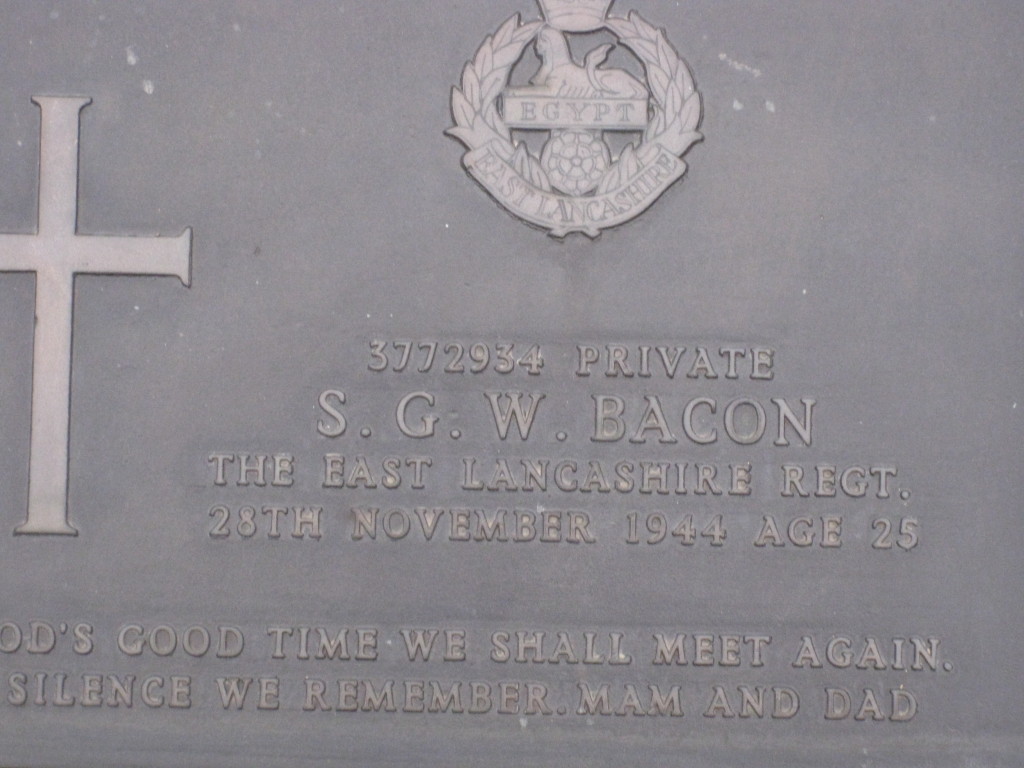 EGYPT
EAST LANCASHIRE
3772934 PRIVATE
S. G. W. BACON
THE EAST LANCASHIRE REGT.
28TH NOVEMBER 1944 AGE 25
OD'S GOOD TIME WE SHALL MEET AGAIN.
SILENCE WE REMEMBER. MAM AND DAD